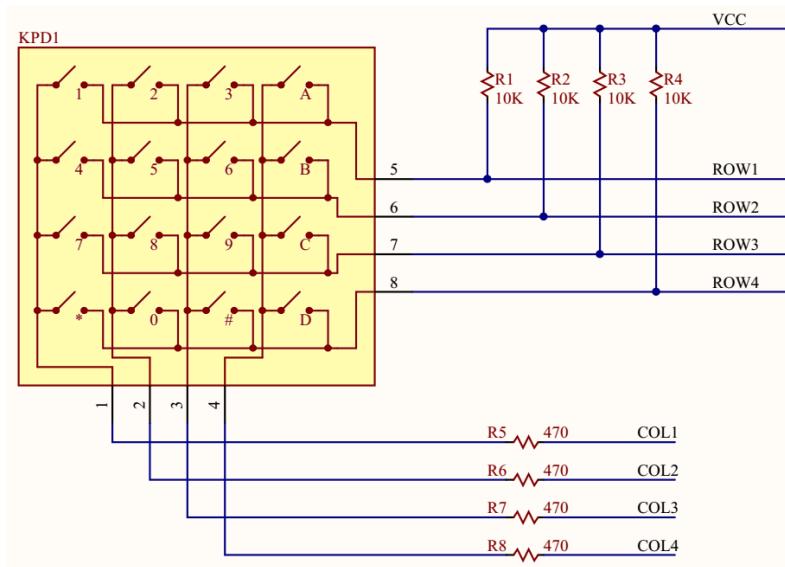 VCC
KPD1
R1 R2 R3 R4
10K 10K 10K 10K
1 2 3 A
4 5 6 B
5 ROW1
6 ROW2
7 8 9 C
7 ROW3
8 ROW4
* 0 # D
1 2 3 4
R5 470 COL1
R6 470 COL2
R7 470 COL3
R8 470 COL4